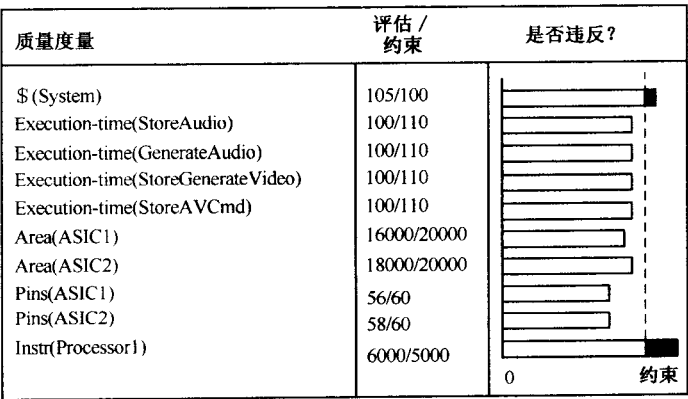 质量度量 评估 / 约束 是否违反？
$(System) 105/100
Execution-time(StoreAudio) 100/110
Execution-time(GenerateAudio) 100/110
Execution-time(StoreGenerateVideo) 100/110
Execution-time(StoreAVCmd) 100/110
Area(ASIC1) 16000/20000
Area(ASIC2) 18000/20000
Pins(ASIC1) 56/60
Pins(ASIC2) 58/60
Instr(Processor1) 6000/5000
0 约束